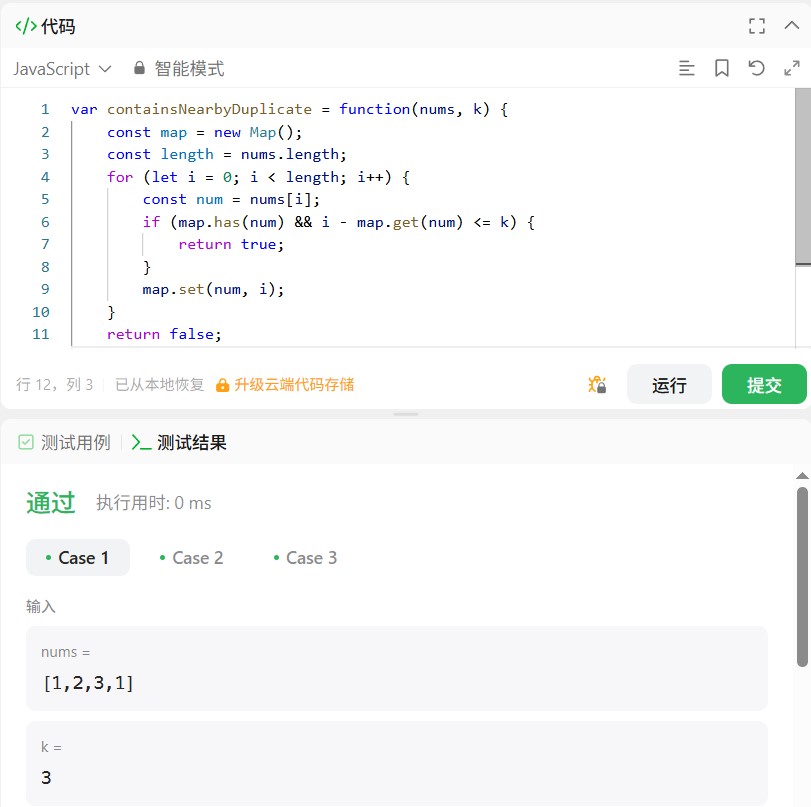 </> 代码
JavaScript 智能模式
1 var containsNearbyDuplicate = function(nums, k) {
2 const map = new Map();
3 const length = nums.length;
4 for (let i = 0; i < length; i++) {
5 const num = nums[i];
6 if (map.has(num) && i - map.get(num) <= k) {
7 return true;
8 }
9 map.set(num, i);
10 }
11 return false;
行 12，列 3 已从本地恢复 升级云端代码存储 运行 提交
测试用例 >_ 测试结果
通过 执行用时: 0 ms
• Case 1 • Case 2 • Case 3
输入
nums =
[1,2,3,1]
k =
3